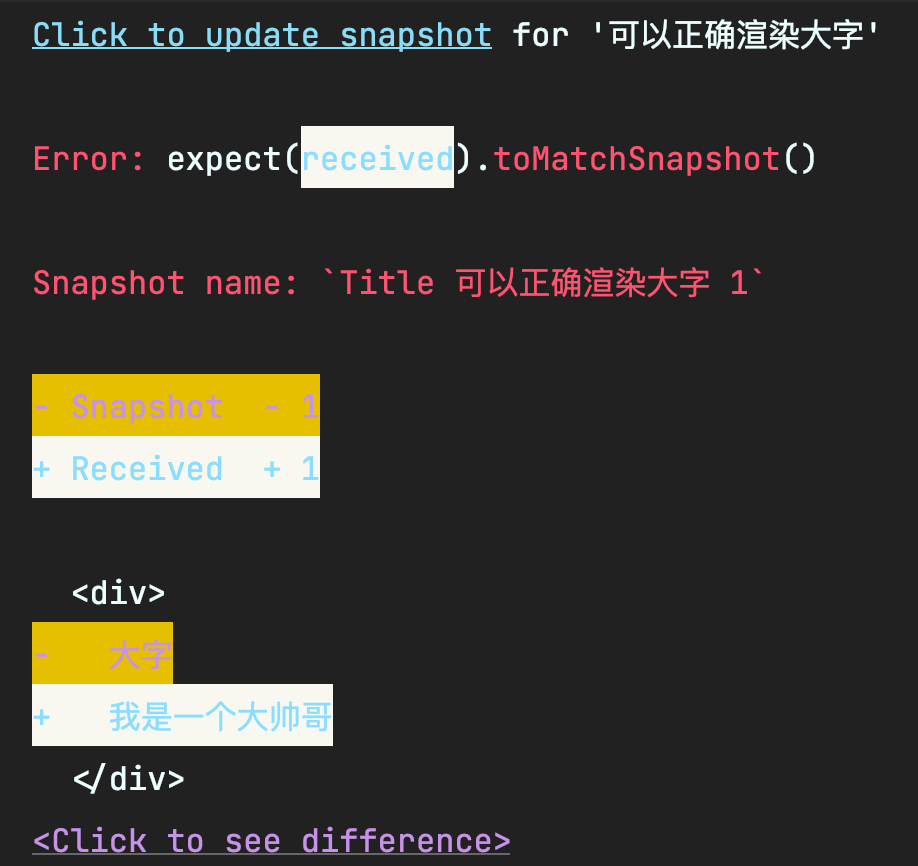 Click to update snapshot for '可以正确渲染大字'
Error: expect(received).toMatchSnapshot()
Snapshot name: `Title 可以正确渲染大字 1`
- Snapshot  - 1
+ Received  + 1
  <div>
-   大字
+   我是一个大帅哥
  </div>
<Click to see difference>